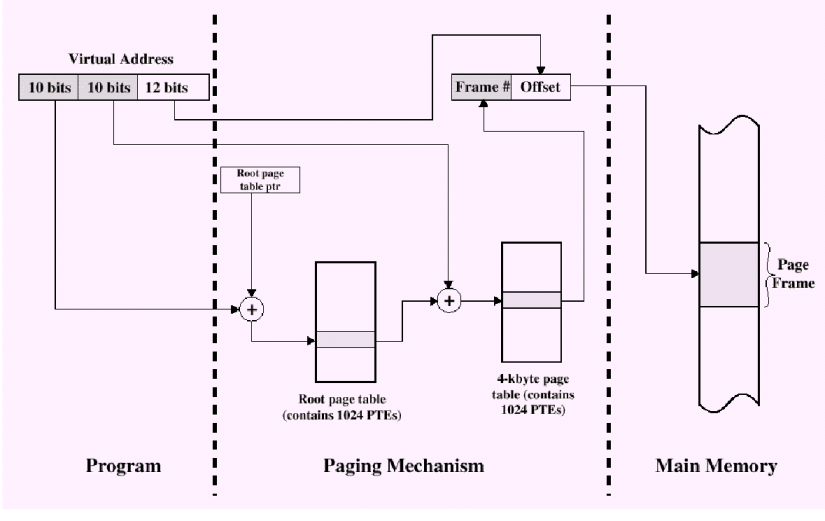 Virtual Address
10 bits 10 bits 12 bits
Frame # Offset
Root page
table ptr
+
+
Page
Frame
Root page table
(contains 1024 PTEs)
4-kbyte page
table (contains
1024 PTEs)
Program
Paging Mechanism
Main Memory